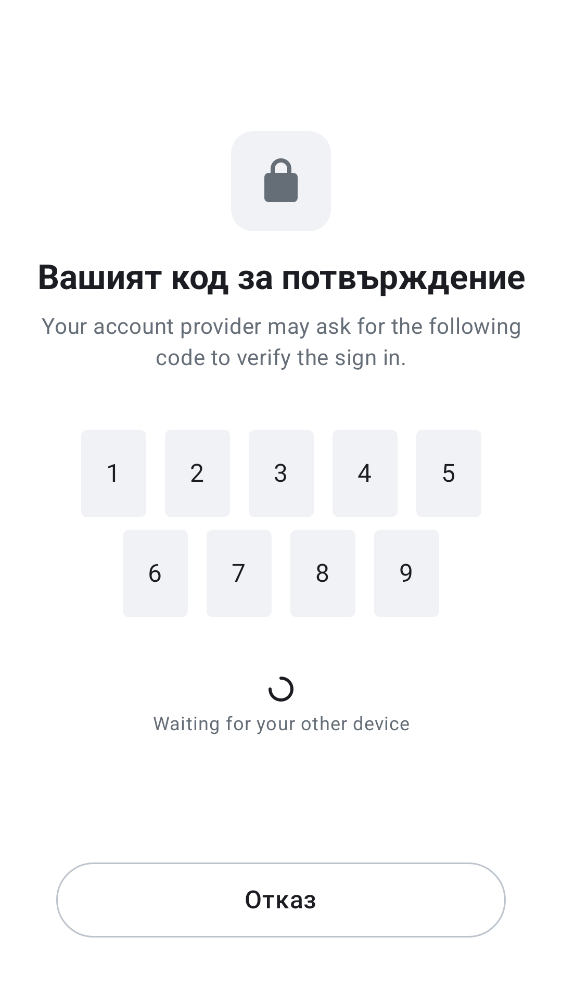 Вашият код за потвърждение
Your account provider may ask for the following
code to verify the sign in.
1 2 3 4 5
6 7 8 9
Waiting for your other device
Отказ